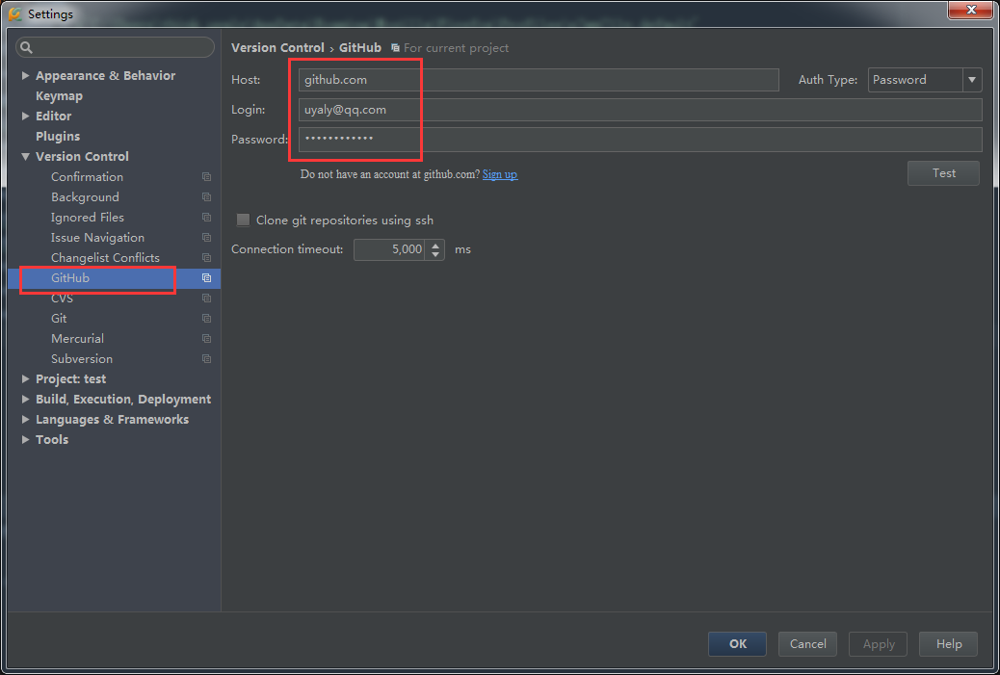 Settings
Version Control › GitHub For current project
Appearance & Behavior
Keymap
Editor
Plugins
Version Control
Confirmation
Background
Ignored Files
Issue Navigation
Changelist Conflicts
GitHub
CVS
Git
Mercurial
Subversion
Project: test
Build, Execution, Deployment
Languages & Frameworks
Tools
Host: github.com Auth Type: Password
Login: uyaly@qq.com
Password: ••••••••••••
Do not have an account at github.com? Sign up
Test
Clone git repositories using ssh
Connection timeout: 5,000 ms
OK Cancel Apply Help